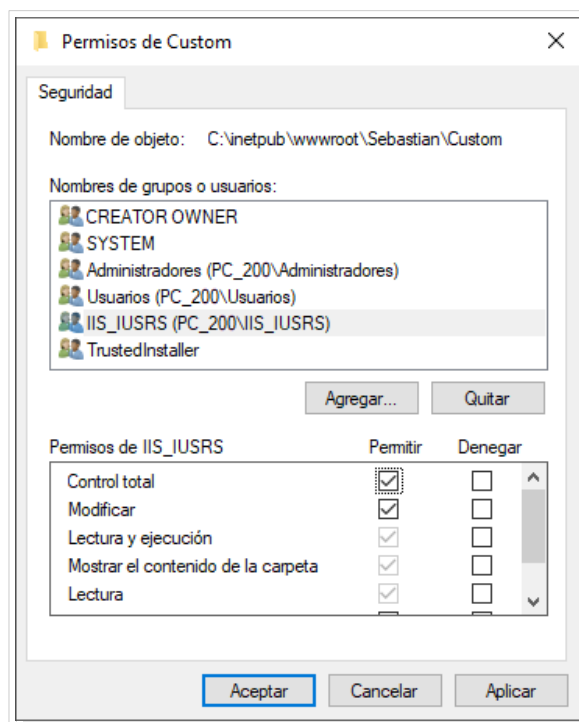 Permisos de Custom
Seguridad
Nombre de objeto: C:\inetpub\wwwroot\Sebastian\Custom
Nombres de grupos o usuarios:
CREATOR OWNER
SYSTEM
Administradores (PC_200\Administradores)
Usuarios (PC_200\Usuarios)
IIS_IUSRS (PC_200\IIS_IUSRS)
TrustedInstaller
Agregar... Quitar
Permisos de IIS_IUSRS Permitir Denegar
Control total
Modificar
Lectura y ejecución
Mostrar el contenido de la carpeta
Lectura
Aceptar Cancelar Aplicar